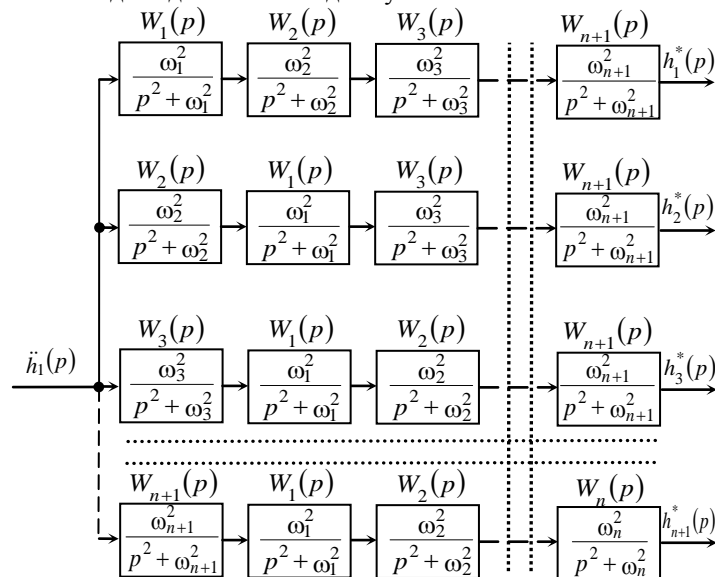 W_1(p) W_2(p) W_3(p) W_{n+1}(p)
ω_1^2 / (p^2 + ω_1^2) ω_2^2 / (p^2 + ω_2^2) ω_3^2 / (p^2 + ω_3^2) ω_{n+1}^2 / (p^2 + ω_{n+1}^2) h_1^*(p)
W_2(p) W_1(p) W_3(p) W_{n+1}(p)
ω_2^2 / (p^2 + ω_2^2) ω_1^2 / (p^2 + ω_1^2) ω_3^2 / (p^2 + ω_3^2) ω_{n+1}^2 / (p^2 + ω_{n+1}^2) h_2^*(p)
W_3(p) W_1(p) W_2(p) W_{n+1}(p)
ḧ_1(p) ω_3^2 / (p^2 + ω_3^2) ω_1^2 / (p^2 + ω_1^2) ω_2^2 / (p^2 + ω_2^2) ω_{n+1}^2 / (p^2 + ω_{n+1}^2) h_3^*(p)
W_{n+1}(p) W_1(p) W_2(p) W_n(p)
ω_{n+1}^2 / (p^2 + ω_{n+1}^2) ω_1^2 / (p^2 + ω_1^2) ω_2^2 / (p^2 + ω_2^2) ω_n^2 / (p^2 + ω_n^2) h_{n+1}^*(p)